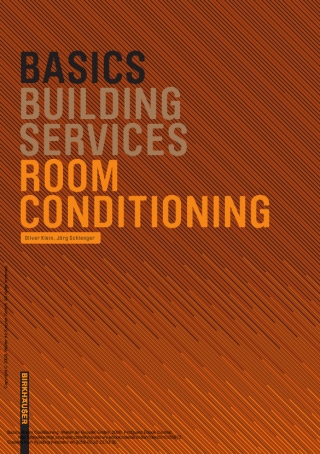 BASICS
BUILDING
SERVICES
ROOM
CONDITIONING
Oliver Klein, Jörg Schlenger
BIRKHÄUSER